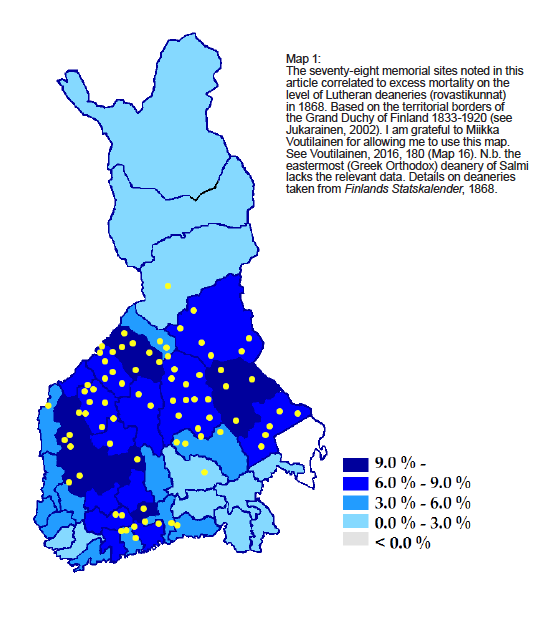 Map 1:
The seventy-eight memorial sites noted in this
article correlated to excess mortality on the
level of Lutheran deaneries (rovastikunnat)
in 1868. Based on the territorial borders of
the Grand Duchy of Finland 1833-1920 (see
Jukarainen, 2002). I am grateful to Miikka
Voutilainen for allowing me to use this map.
See Voutilainen, 2016, 180 (Map 16). N.b. the
easternmost (Greek Orthodox) deanery of Salmi
lacks the relevant data. Details on deaneries
taken from Finlands Statskalender, 1868.
9.0 % -
6.0 % - 9.0 %
3.0 % - 6.0 %
0.0 % - 3.0 %
< 0.0 %